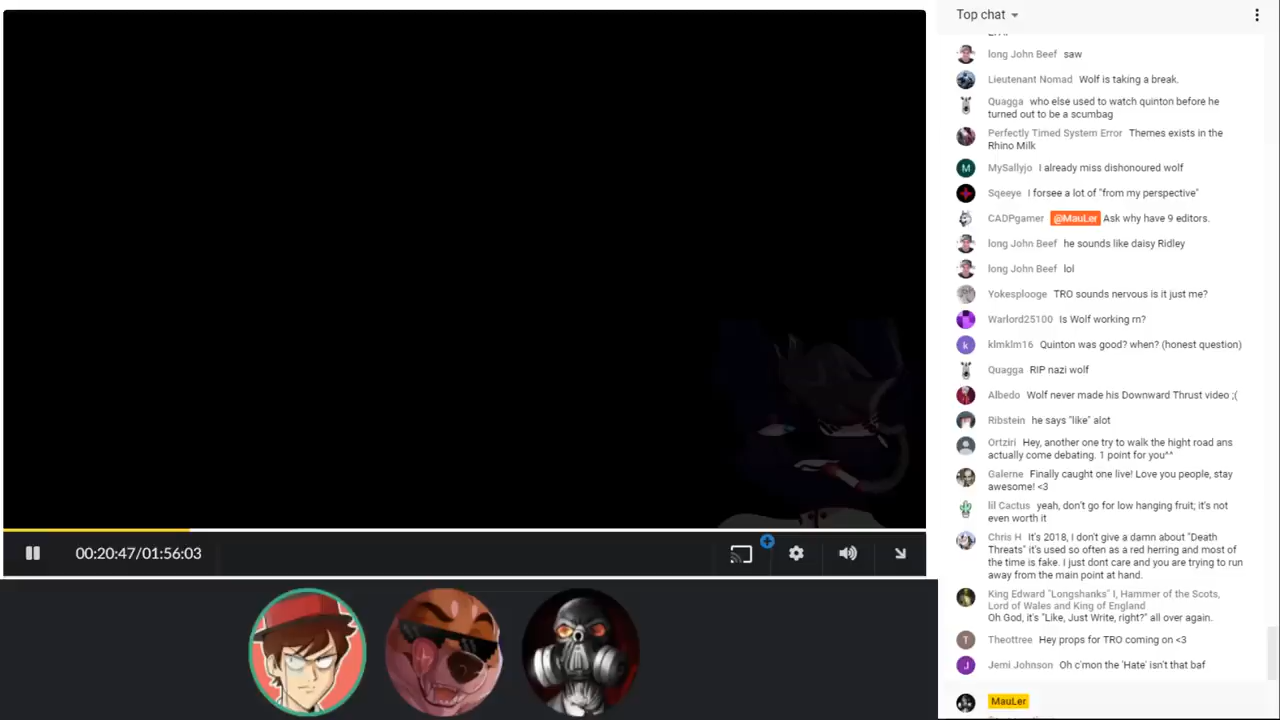 Top chat
long John Beef saw
Lieutenant Nomad Wolf is taking a break.
Quagga who else used to watch quinton before he
turned out to be a scumbag
Perfectly Timed System Error Themes exists in the
Rhino Milk
M MySallyjo I already miss dishonoured wolf
Sqeeye I forsee a lot of "from my perspective"
CADPgamer @MauLer Ask why have 9 editors.
long John Beef he sounds like daisy Ridley
long John Beef lol
Yokesplooge TRO sounds nervous is it just me?
Warlord25100 Is Wolf working rn?
k klmklm16 Quinton was good? when? (honest question)
Quagga RIP nazi wolf
Albedo Wolf never made his Downward Thrust video ;(
Ribstein he says "like" alot
Ortziri Hey, another one try to walk the hight road ans
actually come debating. 1 point for you^^
Galerne Finally caught one live! Love you people, stay
awesome! <3
lil Cactus yeah, don't go for low hanging fruit; it's not
even worth it
Chris H It's 2018, I don't give a damn about "Death
Threats" it's used so often as a red herring and most of
the time is fake. I just dont care and you are trying to run
away from the main point at hand.
King Edward "Longshanks" I, Hammer of the Scots,
Lord of Wales and King of England
Oh God, it's "Like, Just Write, right?" all over again.
T Theottree Hey props for TRO coming on <3
J Jemi Johnson Oh c'mon the 'Hate' isn't that baf
MauLer
00:20:47/01:56:03